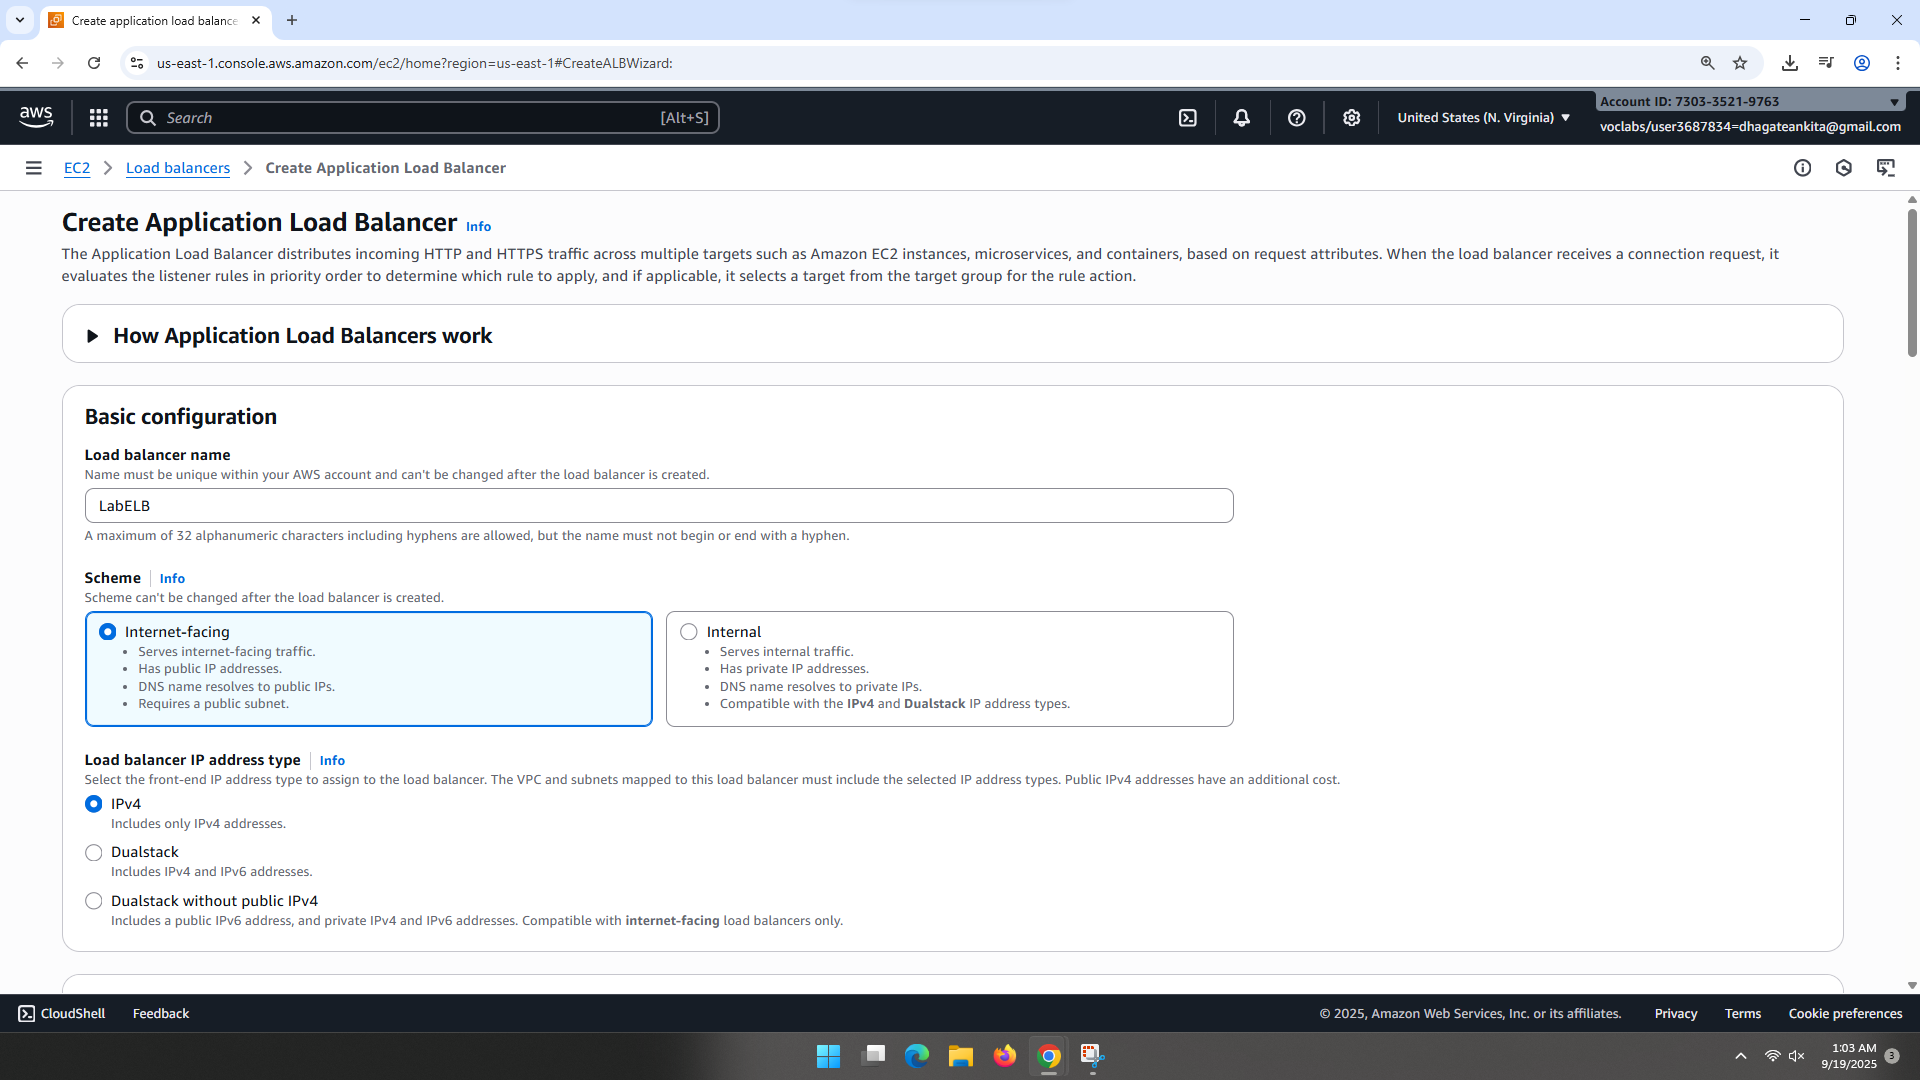 Create application load balance
us-east-1.console.aws.amazon.com/ec2/home?region=us-east-1#CreateALBWizard:
aws
Search
[Alt+S]
United States (N. Virginia)
Account ID: 7303-3521-9763
voclabs/user3687834=dhagateankita@gmail.com
EC2
Load balancers
Create Application Load Balancer
Create Application Load Balancer Info
The Application Load Balancer distributes incoming HTTP and HTTPS traffic across multiple targets such as Amazon EC2 instances, microservices, and containers, based on request attributes. When the load balancer receives a connection request, it
evaluates the listener rules in priority order to determine which rule to apply, and if applicable, it selects a target from the target group for the rule action.
How Application Load Balancers work
Basic configuration
Load balancer name
Name must be unique within your AWS account and can't be changed after the load balancer is created.
LabELB
A maximum of 32 alphanumeric characters including hyphens are allowed, but the name must not begin or end with a hyphen.
Scheme Info
Scheme can't be changed after the load balancer is created.
Internet-facing
• Serves internet-facing traffic.
• Has public IP addresses.
• DNS name resolves to public IPs.
• Requires a public subnet.
Internal
• Serves internal traffic.
• Has private IP addresses.
• DNS name resolves to private IPs.
• Compatible with the IPv4 and Dualstack IP address types.
Load balancer IP address type Info
Select the front-end IP address type to assign to the load balancer. The VPC and subnets mapped to this load balancer must include the selected IP address types. Public IPv4 addresses have an additional cost.
IPv4
Includes only IPv4 addresses.
Dualstack
Includes IPv4 and IPv6 addresses.
Dualstack without public IPv4
Includes a public IPv6 address, and private IPv4 and IPv6 addresses. Compatible with internet-facing load balancers only.
CloudShell
Feedback
© 2025, Amazon Web Services, Inc. or its affiliates.
Privacy
Terms
Cookie preferences
1:03 AM
9/19/2025
3